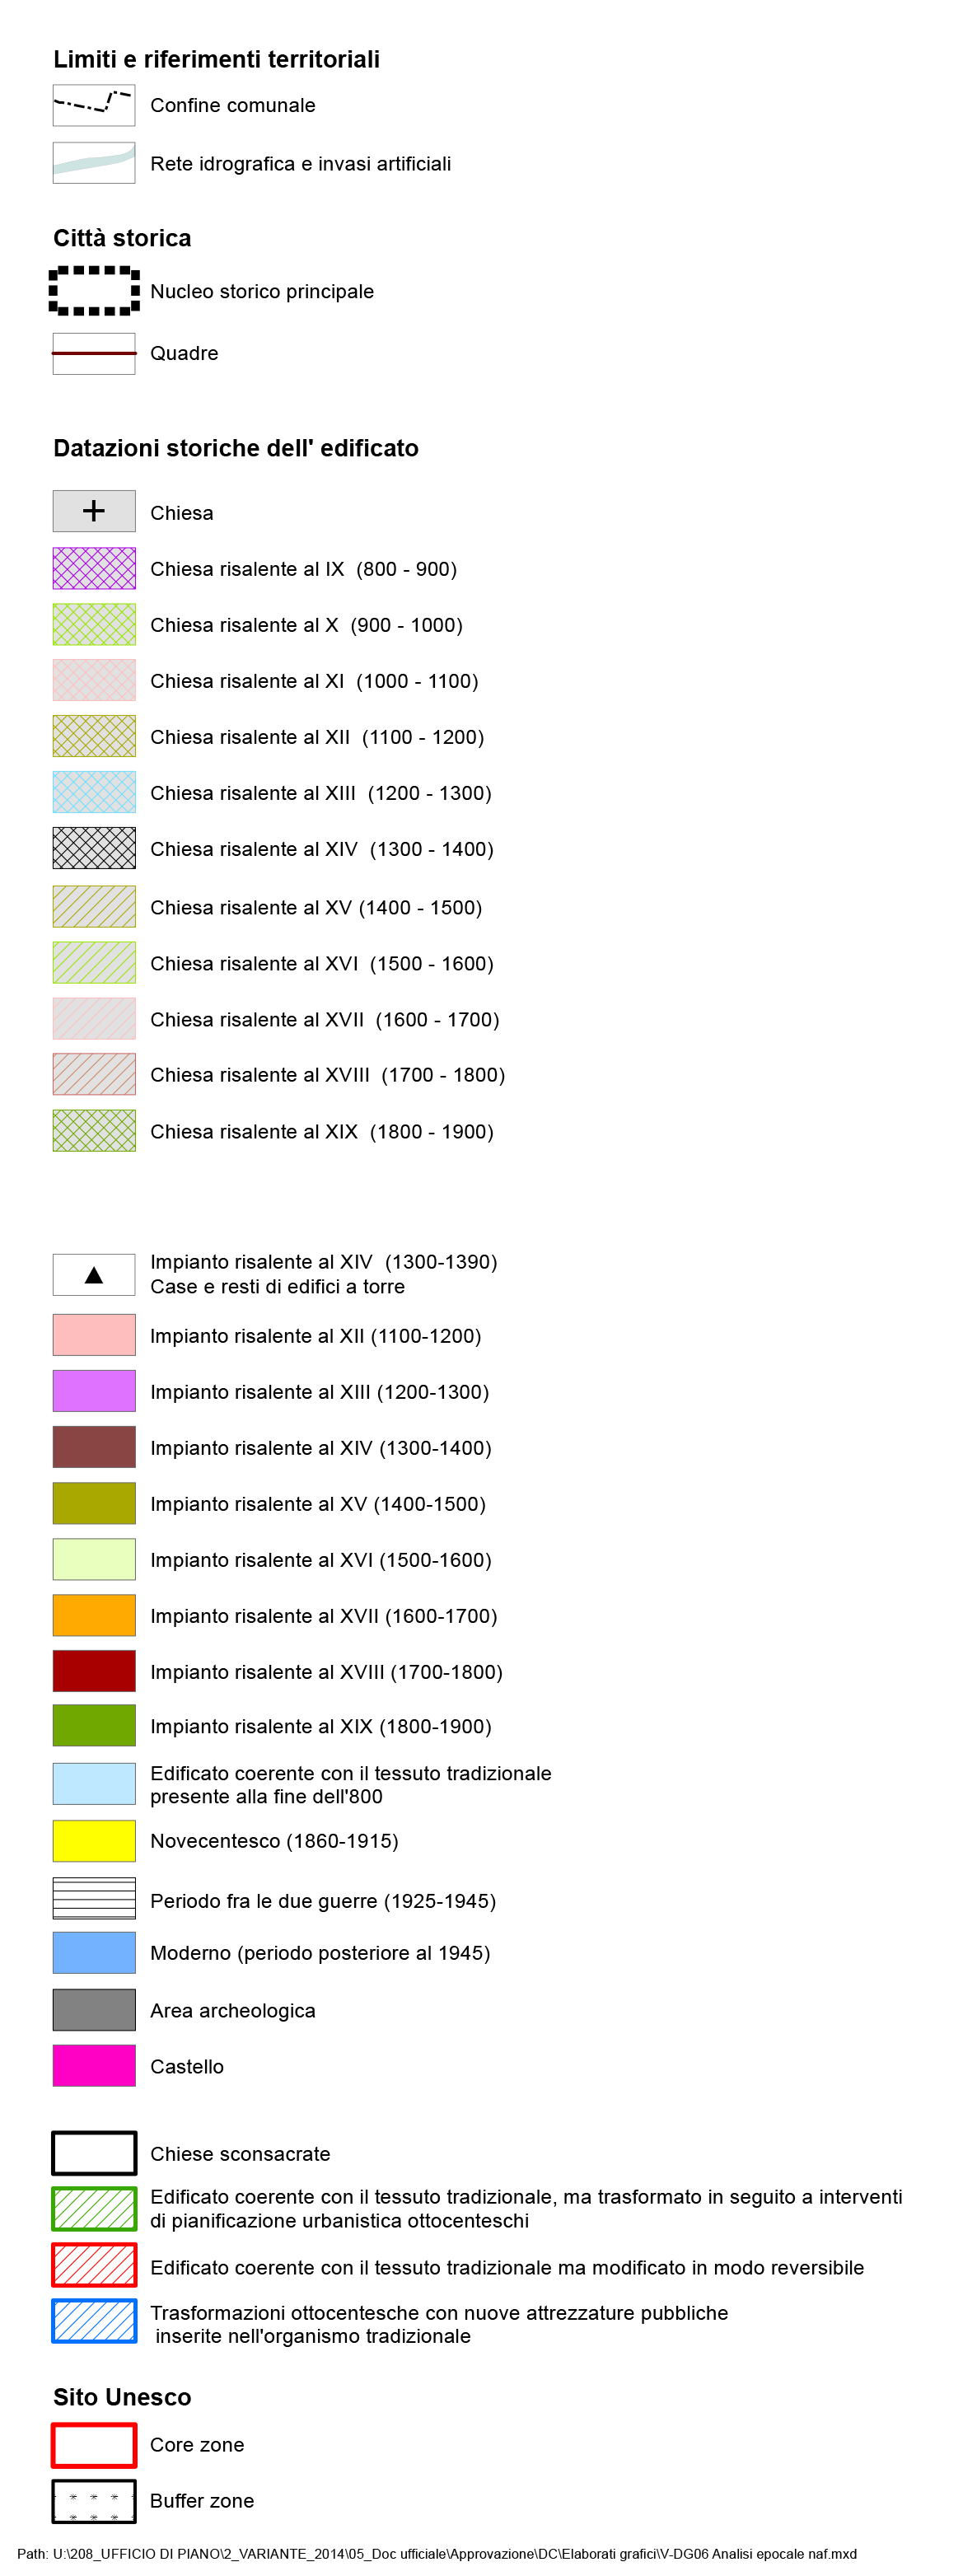 Limiti e riferimenti territoriali
Confine comunale
Rete idrografica e invasi artificiali
Città storica
Nucleo storico principale
Quadre
Datazioni storiche dell' edificato
Chiesa
Chiesa risalente al IX  (800 - 900)
Chiesa risalente al X  (900 - 1000)
Chiesa risalente al XI  (1000 - 1100)
Chiesa risalente al XII  (1100 - 1200)
Chiesa risalente al XIII  (1200 - 1300)
Chiesa risalente al XIV  (1300 - 1400)
Chiesa risalente al XV (1400 - 1500)
Chiesa risalente al XVI  (1500 - 1600)
Chiesa risalente al XVII  (1600 - 1700)
Chiesa risalente al XVIII  (1700 - 1800)
Chiesa risalente al XIX  (1800 - 1900)
Impianto risalente al XIV  (1300-1390)
Case e resti di edifici a torre
Impianto risalente al XII (1100-1200)
Impianto risalente al XIII (1200-1300)
Impianto risalente al XIV (1300-1400)
Impianto risalente al XV (1400-1500)
Impianto risalente al XVI (1500-1600)
Impianto risalente al XVII (1600-1700)
Impianto risalente al XVIII (1700-1800)
Impianto risalente al XIX (1800-1900)
Edificato coerente con il tessuto tradizionale
presente alla fine dell'800
Novecentesco (1860-1915)
Periodo fra le due guerre (1925-1945)
Moderno (periodo posteriore al 1945)
Area archeologica
Castello
Chiese sconsacrate
Edificato coerente con il tessuto tradizionale, ma trasformato in seguito a interventi
di pianificazione urbanistica ottocenteschi
Edificato coerente con il tessuto tradizionale ma modificato in modo reversibile
Trasformazioni ottocentesche con nuove attrezzature pubbliche
inserite nell'organismo tradizionale
Sito Unesco
Core zone
Buffer zone
Path: U:\208_UFFICIO DI PIANO\2_VARIANTE_2014\05_Doc ufficiale\Approvazione\DC\Elaborati grafici\V-DG06 Analisi epocale naf.mxd